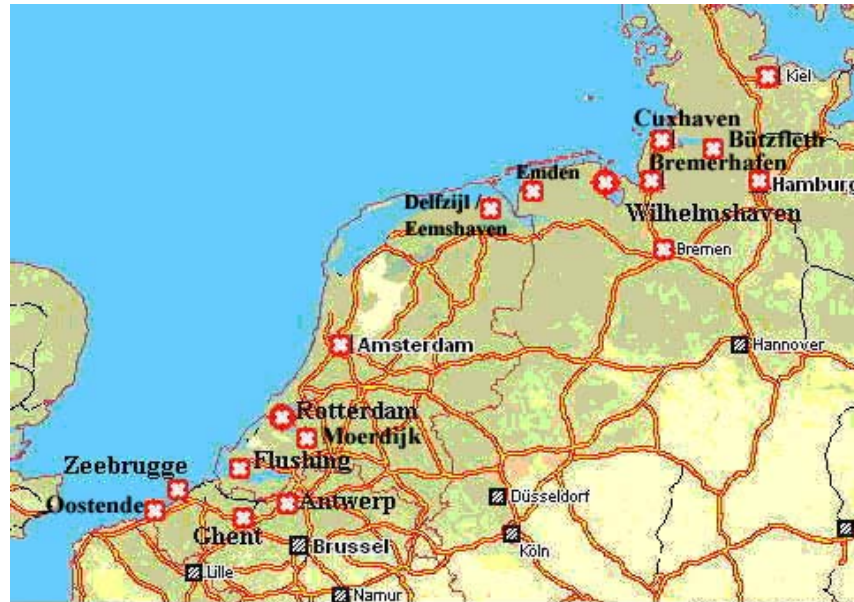 Kiel
Cuxhaven
Bützfleth
Bremerhafen
Hamburg
Emden
Delfzijl /
Eemshaven
Wilhelmshaven
Bremen
Amsterdam
Hannover
Rotterdam
Moerdijk
Flushing
Zeebrugge
Oostende
Antwerp
Ghent
Düsseldorf
Brussel
Köln
Lille
Namur